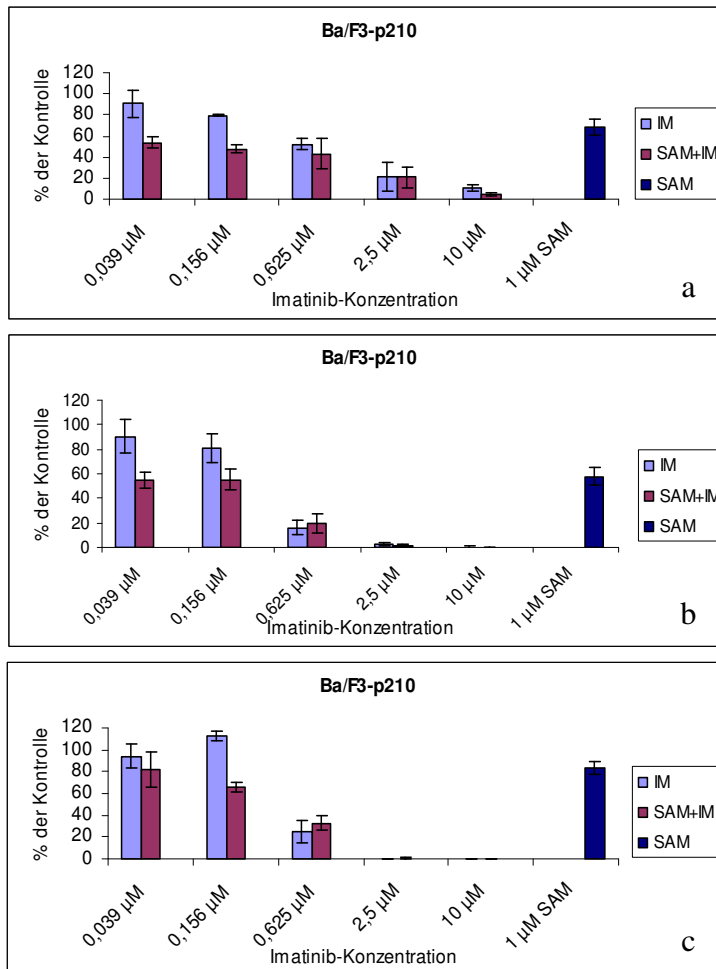 Ba/F3-p210
% der Kontrolle
120
100
80
60
40
20
0
0,039 µM
0,156 µM
0,625 µM
2,5 µM
10 µM
1 µM SAM
Imatinib-Konzentration
IM
SAM+IM
SAM
a
Ba/F3-p210
% der Kontrolle
120
100
80
60
40
20
0
0,039 µM
0,156 µM
0,625 µM
2,5 µM
10 µM
1 µM SAM
Imatinib-Konzentration
IM
SAM+IM
SAM
b
Ba/F3-p210
% der Kontrolle
120
100
80
60
40
20
0
0,039 µM
0,156 µM
0,625 µM
2,5 µM
10 µM
1 µM SAM
Imatinib-Konzentration
IM
SAM+IM
SAM
c